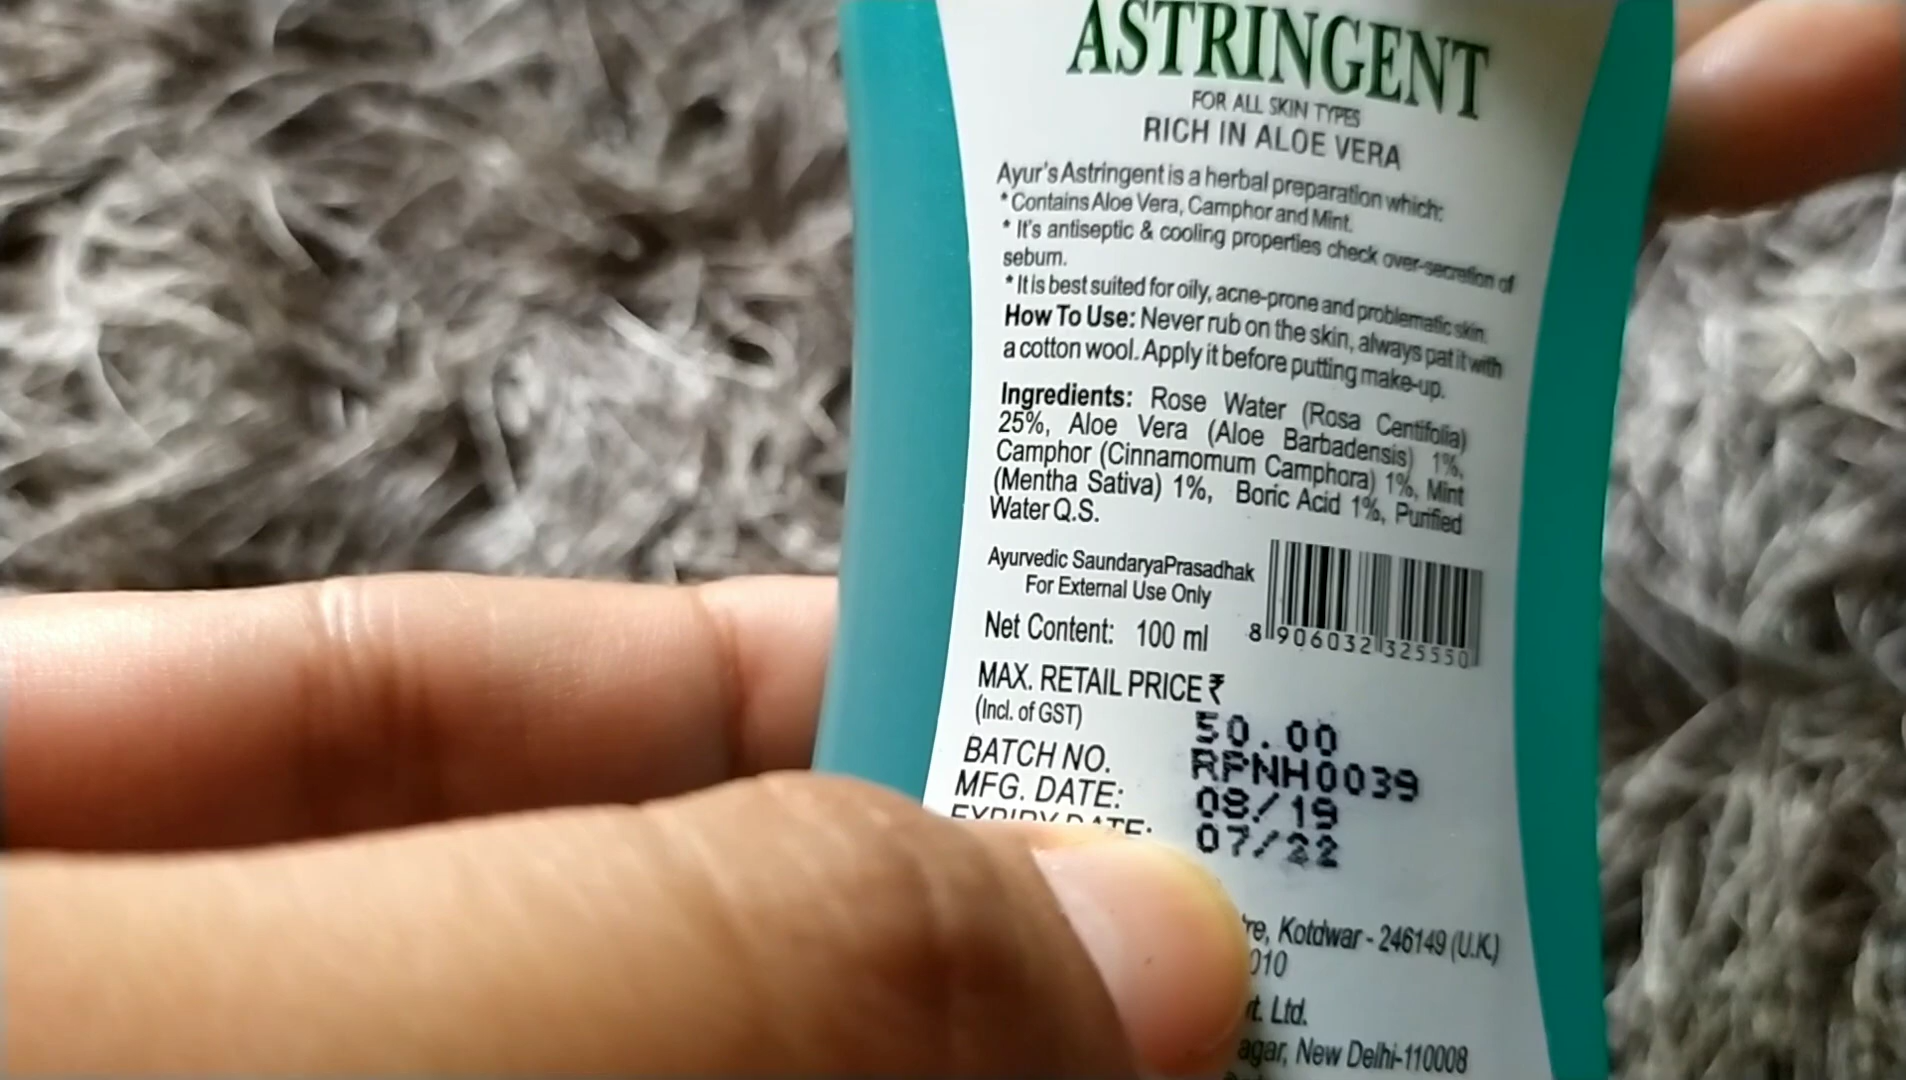 ASTRINGENT
FOR ALL SKIN TYPES
RICH IN ALOE VERA
Ayur's Astringent is a herbal preparation which:
* Contains Aloe Vera, Camphor and Mint.
* It's antiseptic & cooling properties check over-secretion of
sebum.
* It is best suited for oily, acne-prone and problematic skin.
How To Use: Never rub on the skin, always pat it with
a cotton wool. Apply it before putting make-up.
Ingredients: Rose Water (Rosa Centifolia)
25%, Aloe Vera (Aloe Barbadensis) 1%,
Camphor (Cinnamomum Camphora) 1%, Mint
(Mentha Sativa) 1%, Boric Acid 1%, Purified
Water Q.S.
Ayurvedic SaundaryaPrasadhak
For External Use Only
Net Content: 100 ml
8 906032 325550
MAX. RETAIL PRICE ₹
(Incl. of GST) 50.00
BATCH NO. RPNH0039
MFG. DATE: 08/19
EXPIRY DATE: 07/22
Kotdwar - 246149 (U.K.)
010
Ltd.
New Delhi-110008